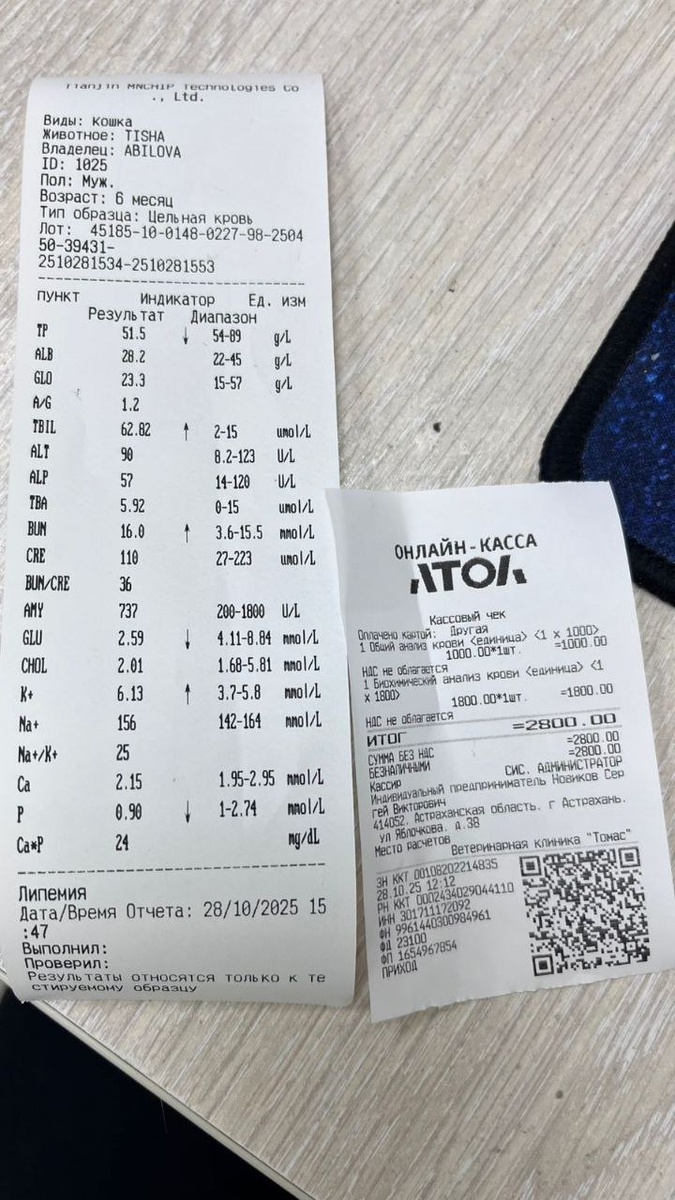 Tianjin MNCHIP Technologies Co
., Ltd.
Виды: Кошка
Животное: TISHA
Владелец: ABILOVA
ID: 1025
Пол: Муж.
Возраст: 6 месяц
Тип образца: Цельная кровь
Лот: 45185-10-0148-0227-98-2504
50-39431-
2510281534-2510281553
ПУНКТ Индикатор Ед. изм
Результат Диапазон
TP 51.5 ↓ 54-89 g/L
ALB 28.2 22-45 g/L
GLO 23.3 15-57 g/L
A/G 1.2
TBIL 62.82 ↑ 2-15 umol/L
ALT 90 8.2-123 U/L
ALP 57 14-120 U/L
TBA 5.92 0-15 umol/L
BUN 16.0 ↑ 3.6-15.5 mmol/L
CRE 110 27-223 umol/L
BUN/CRE 36
AMY 737 200-1800 U/L
GLU 2.59 ↓ 4.11-8.84 mmol/L
CHOL 2.01 1.68-5.81 mmol/L
K+ 6.13 ↑ 3.7-5.8 mmol/L
Na+ 156 142-164 mmol/L
Na+/K+ 25
Ca 2.15 1.95-2.95 mmol/L
P 0.90 ↓ 1-2.74 mmol/L
Ca*P 24 mg/dL
Липемия
Дата/Время Отчета: 28/10/2025 15
:47
Выполнил:
Проверил:
Результаты относятся только к те
стируемому образцу
ОНЛАЙН-КАССА
АТОЛ
Кассовый чек
Оплачено картой: Другая
1 Общий анализ крови <единица> <1 x 1000>
1000.00*1шт. =1000.00
НДС не облагается
1 Биохимический анализ крови <единица> <1
x 1800>
1800.00*1шт. =1800.00
НДС не облагается
ИТОГ =2800.00
СУММА БЕЗ НДС =2800.00
БЕЗНАЛИЧНЫМИ =2800.00
Кассир СИС. АДМИНИСТРАТОР
Индивидуальный предприниматель Новиков Сер
гей Викторович
414052, Астраханская область, г Астрахань,
ул Яблочкова, д.38
Место расчетов Ветеринарная клиника "Томас"
ЗН ККТ 00108202214835
28.10.25 12:12
РН ККТ 0002434029044110
ИНН 301711172092
ФН 9961440300984961
ФД 23100
ФП 1654967854
ПРИХОД